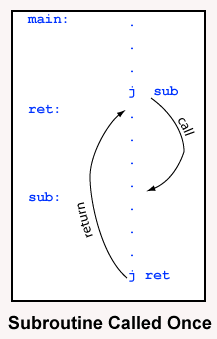 main:
.
.
.
j sub
ret: .
.
.
.
sub: .
.
.
.
j ret
call
return
Subroutine Called Once